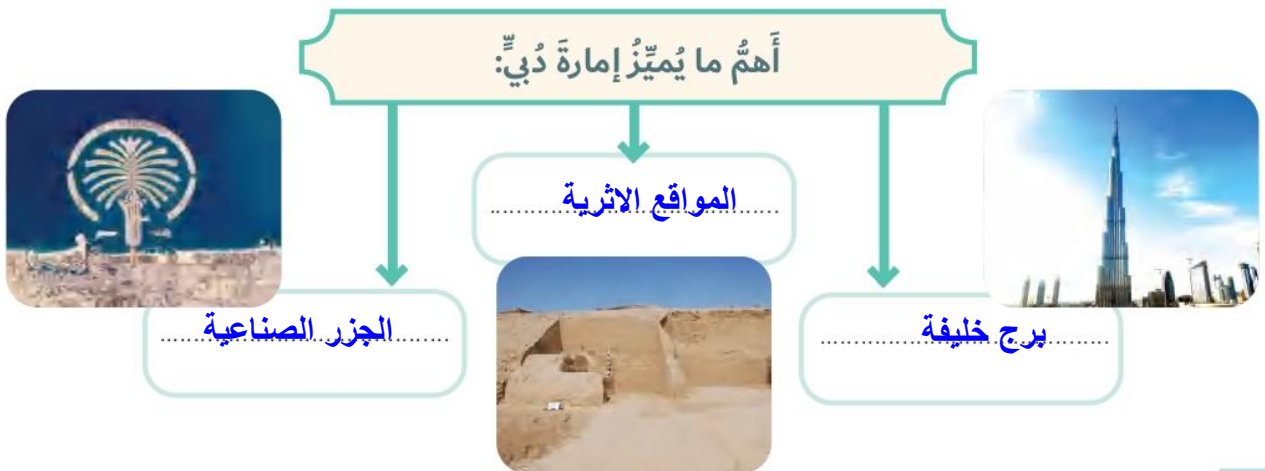 أَهمُّ ما يُميِّزُ إمارةَ دُبيٍّ:
المواقع الاثرية
برج خليفة
الجزر الصناعية